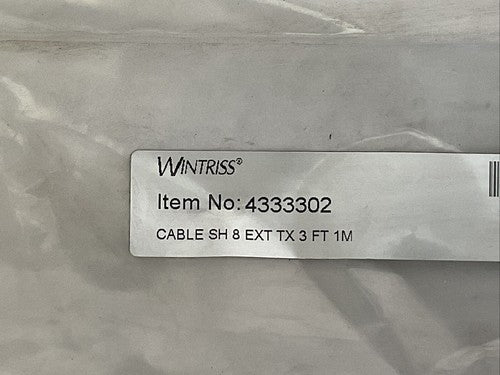 WINTRISS®
Item No: 4333302
CABLE SH 8 EXT TX 3 FT 1M